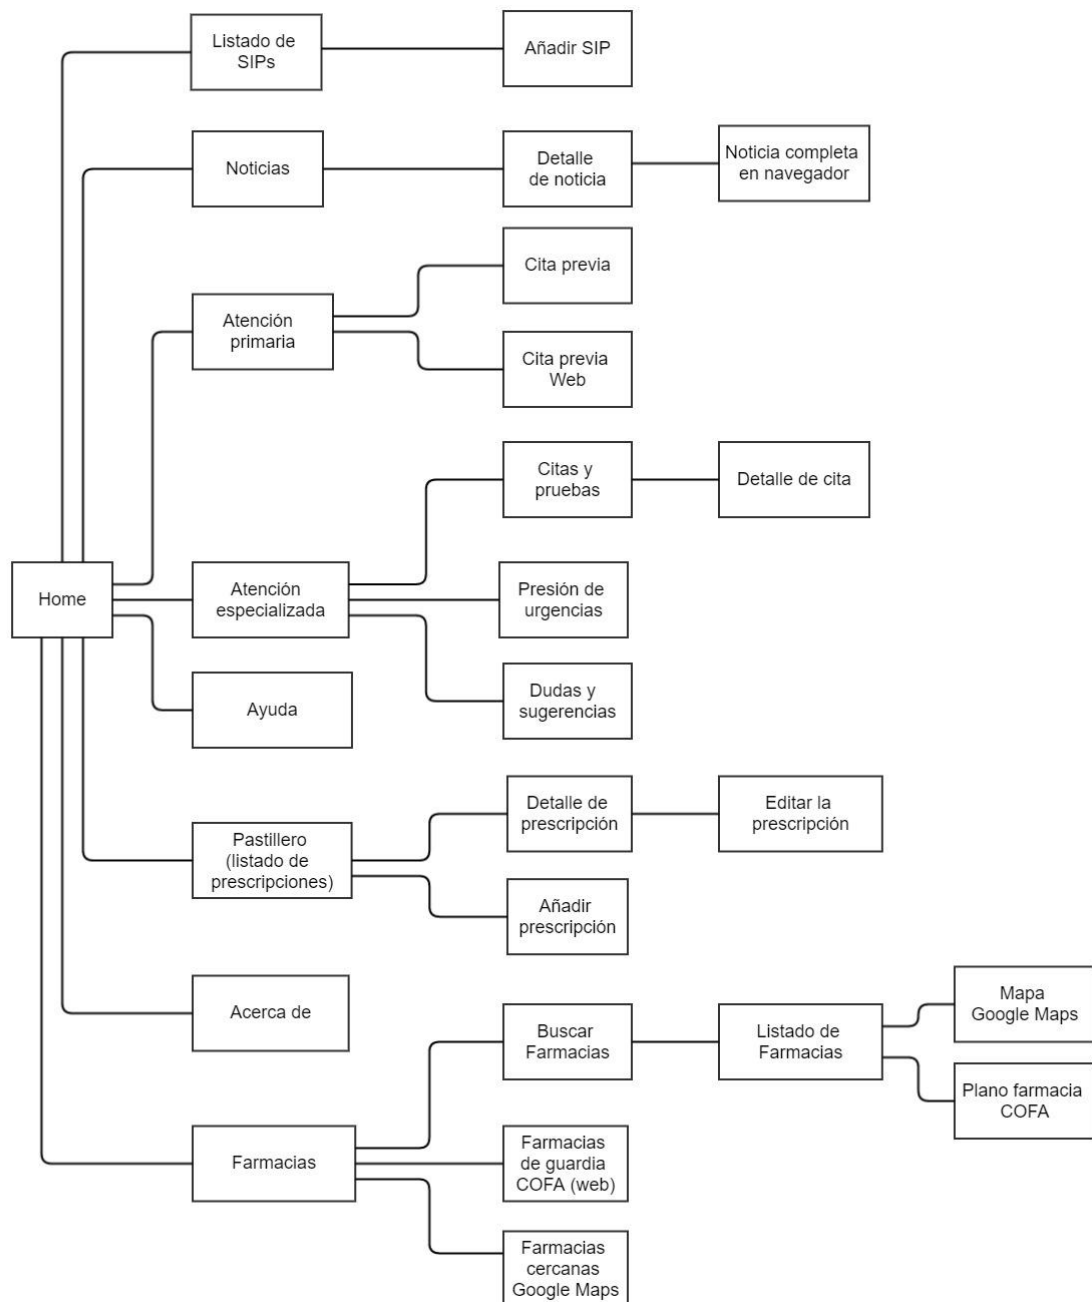 Listado de
SIPs
Añadir SIP
Noticias
Detalle
de noticia
Noticia completa
en navegador
Cita previa
Atención
primaria
Cita previa
Web
Citas y
pruebas
Detalle de cita
Home
Atención
especializada
Presión de
urgencias
Dudas y
sugerencias
Ayuda
Detalle de
prescripción
Editar la
prescripción
Pastillero
(listado de
prescripciones)
Añadir
prescripción
Acerca de
Buscar
Farmacias
Listado de
Farmacias
Mapa
Google Maps
Plano farmacia
COFA
Farmacias
Farmacias
de guardia
COFA (web)
Farmacias
cercanas
Google Maps